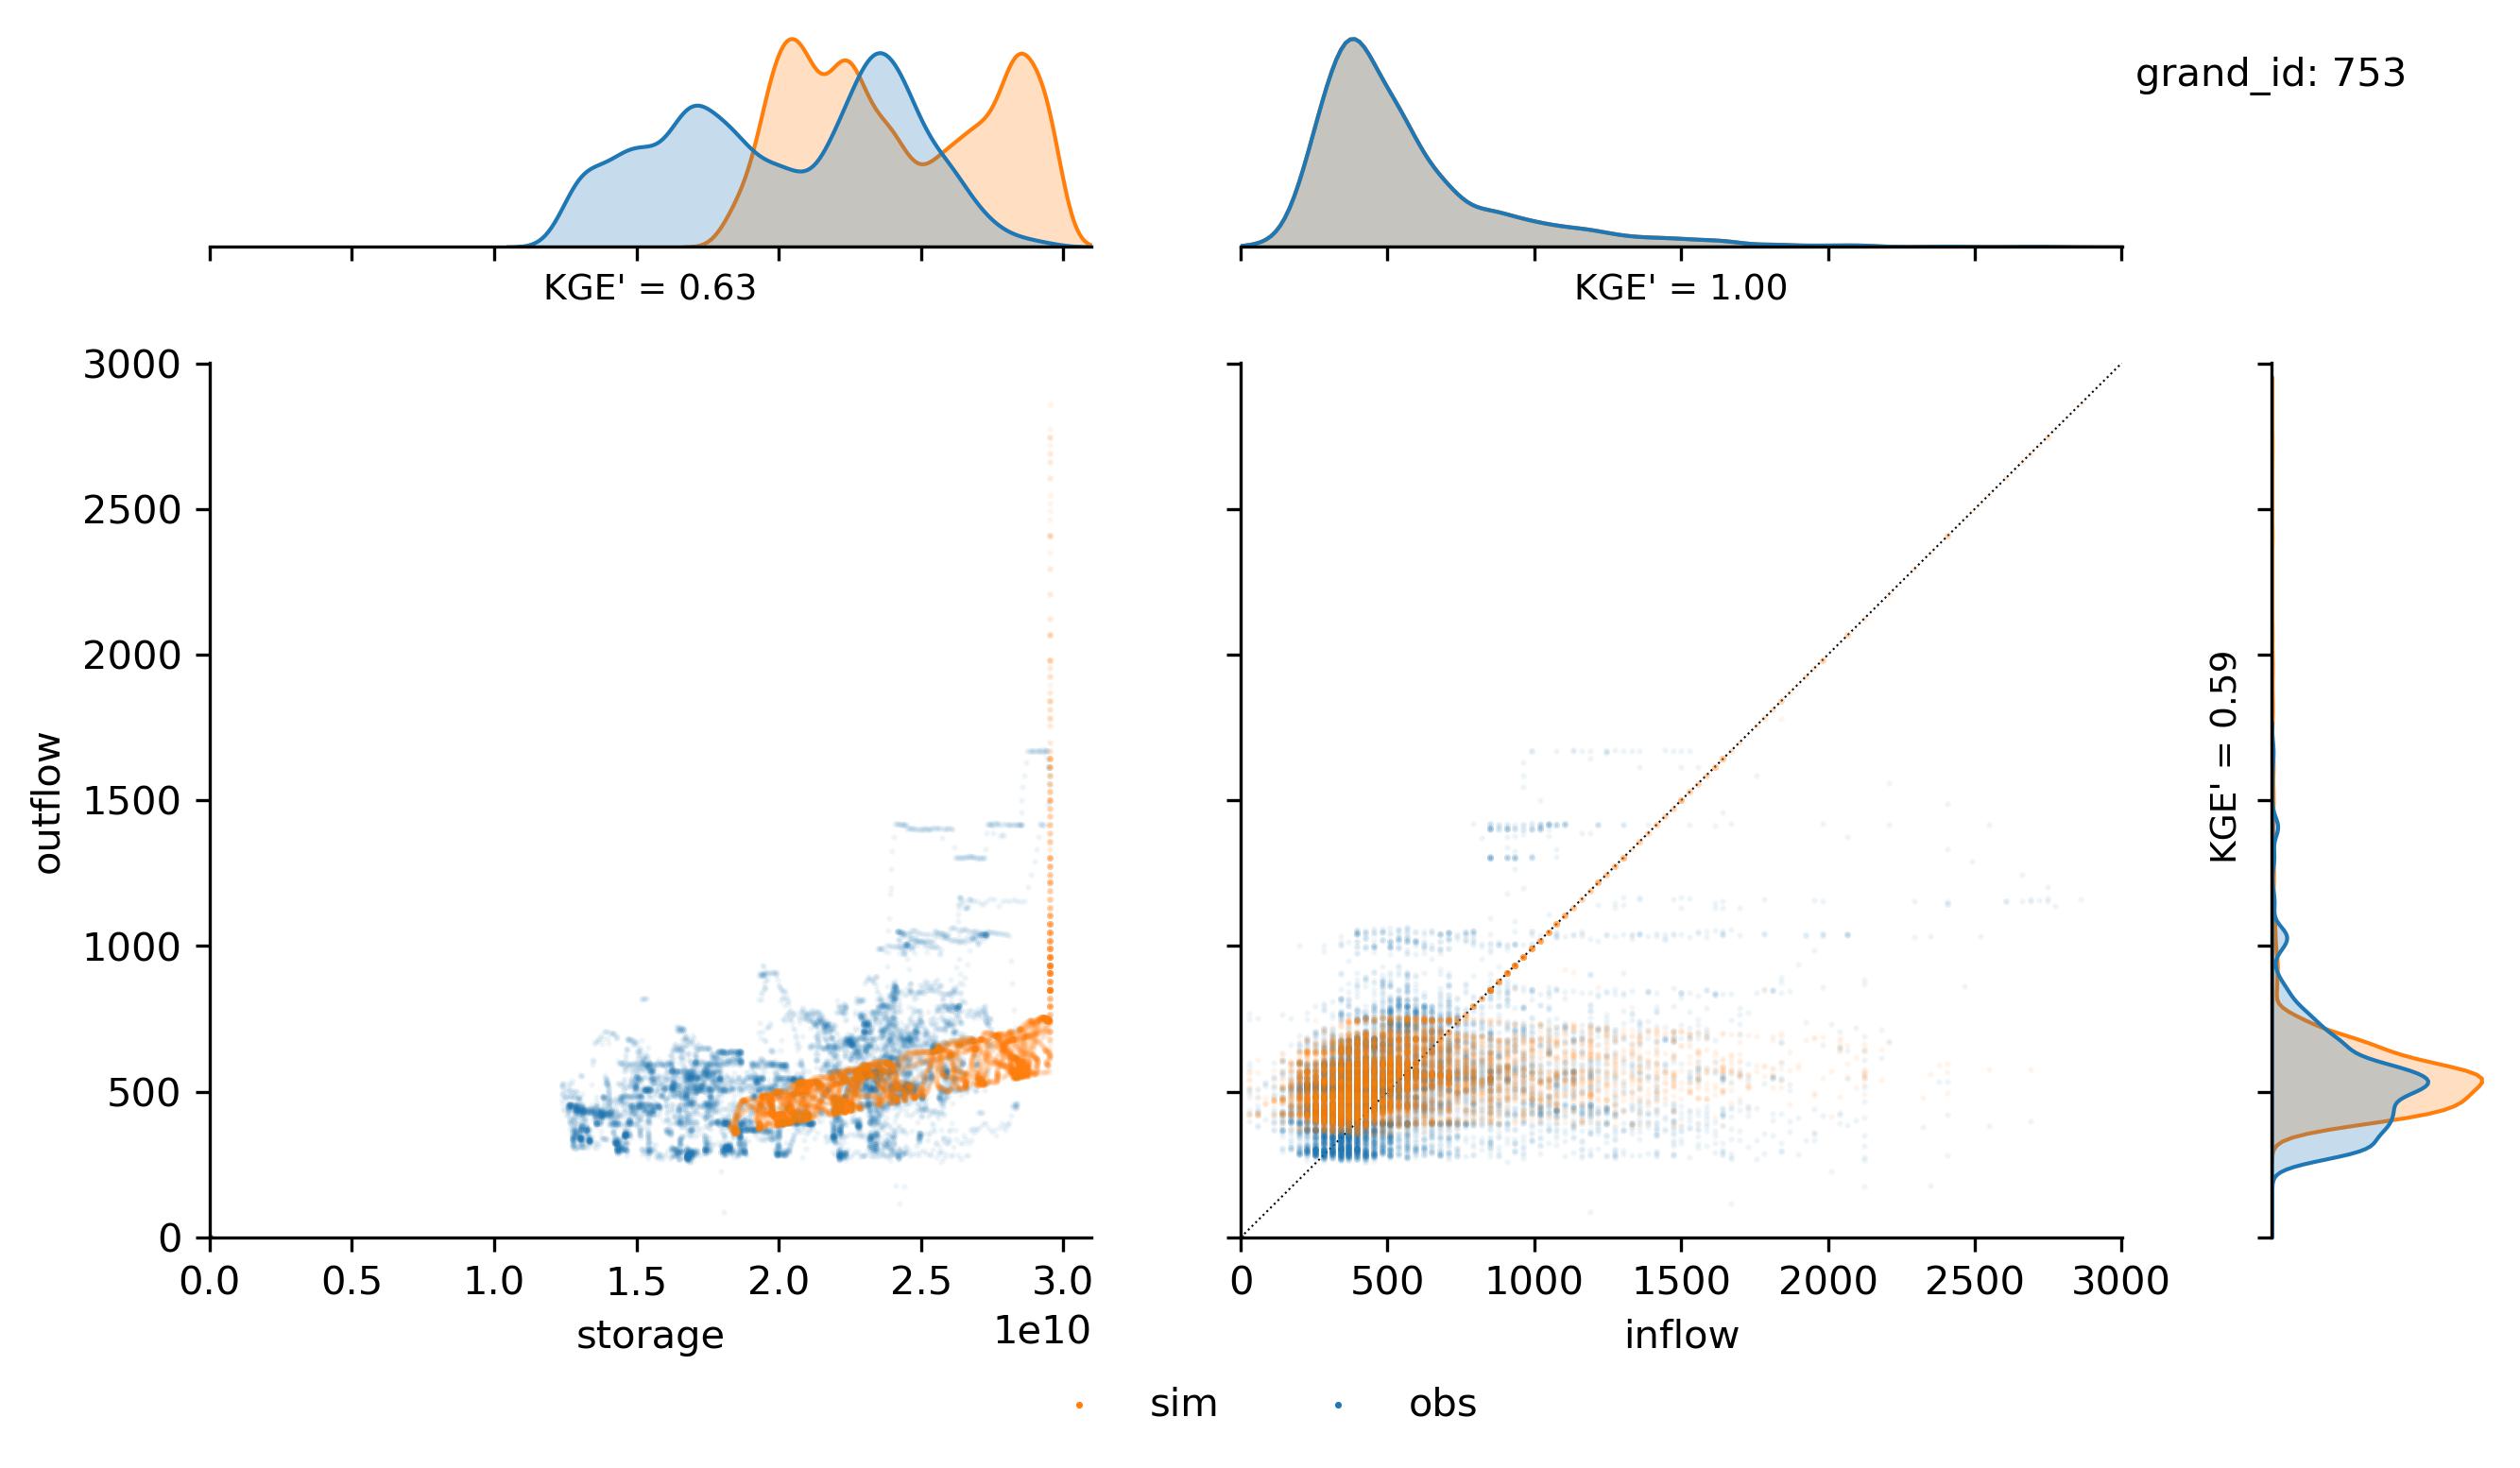 grand_id: 753
KGE' = 0.63
KGE' = 1.00
3000
2500
2000
1500
1000
500
0
outflow
KGE' = 0.59
0.0 0.5 1.0 1.5 2.0 2.5 3.0
1e10
storage
0 500 1000 1500 2000 2500 3000
inflow
sim obs